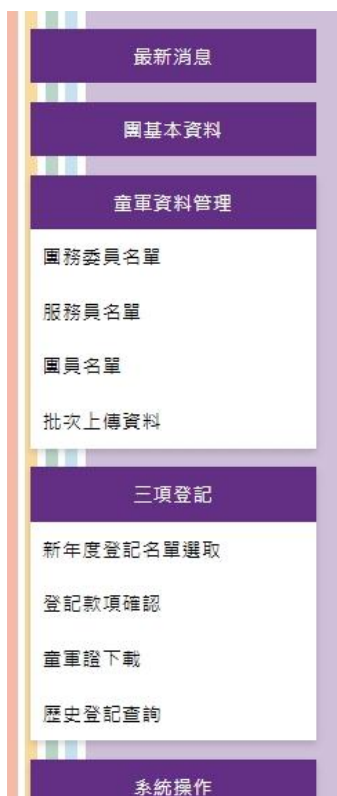 最新消息
團基本資料
童軍資料管理
團務委員名單
服務員名單
團員名單
批次上傳資料
三項登記
新年度登記名單選取
登記款項確認
童軍證下載
歷史登記查詢
系統操作